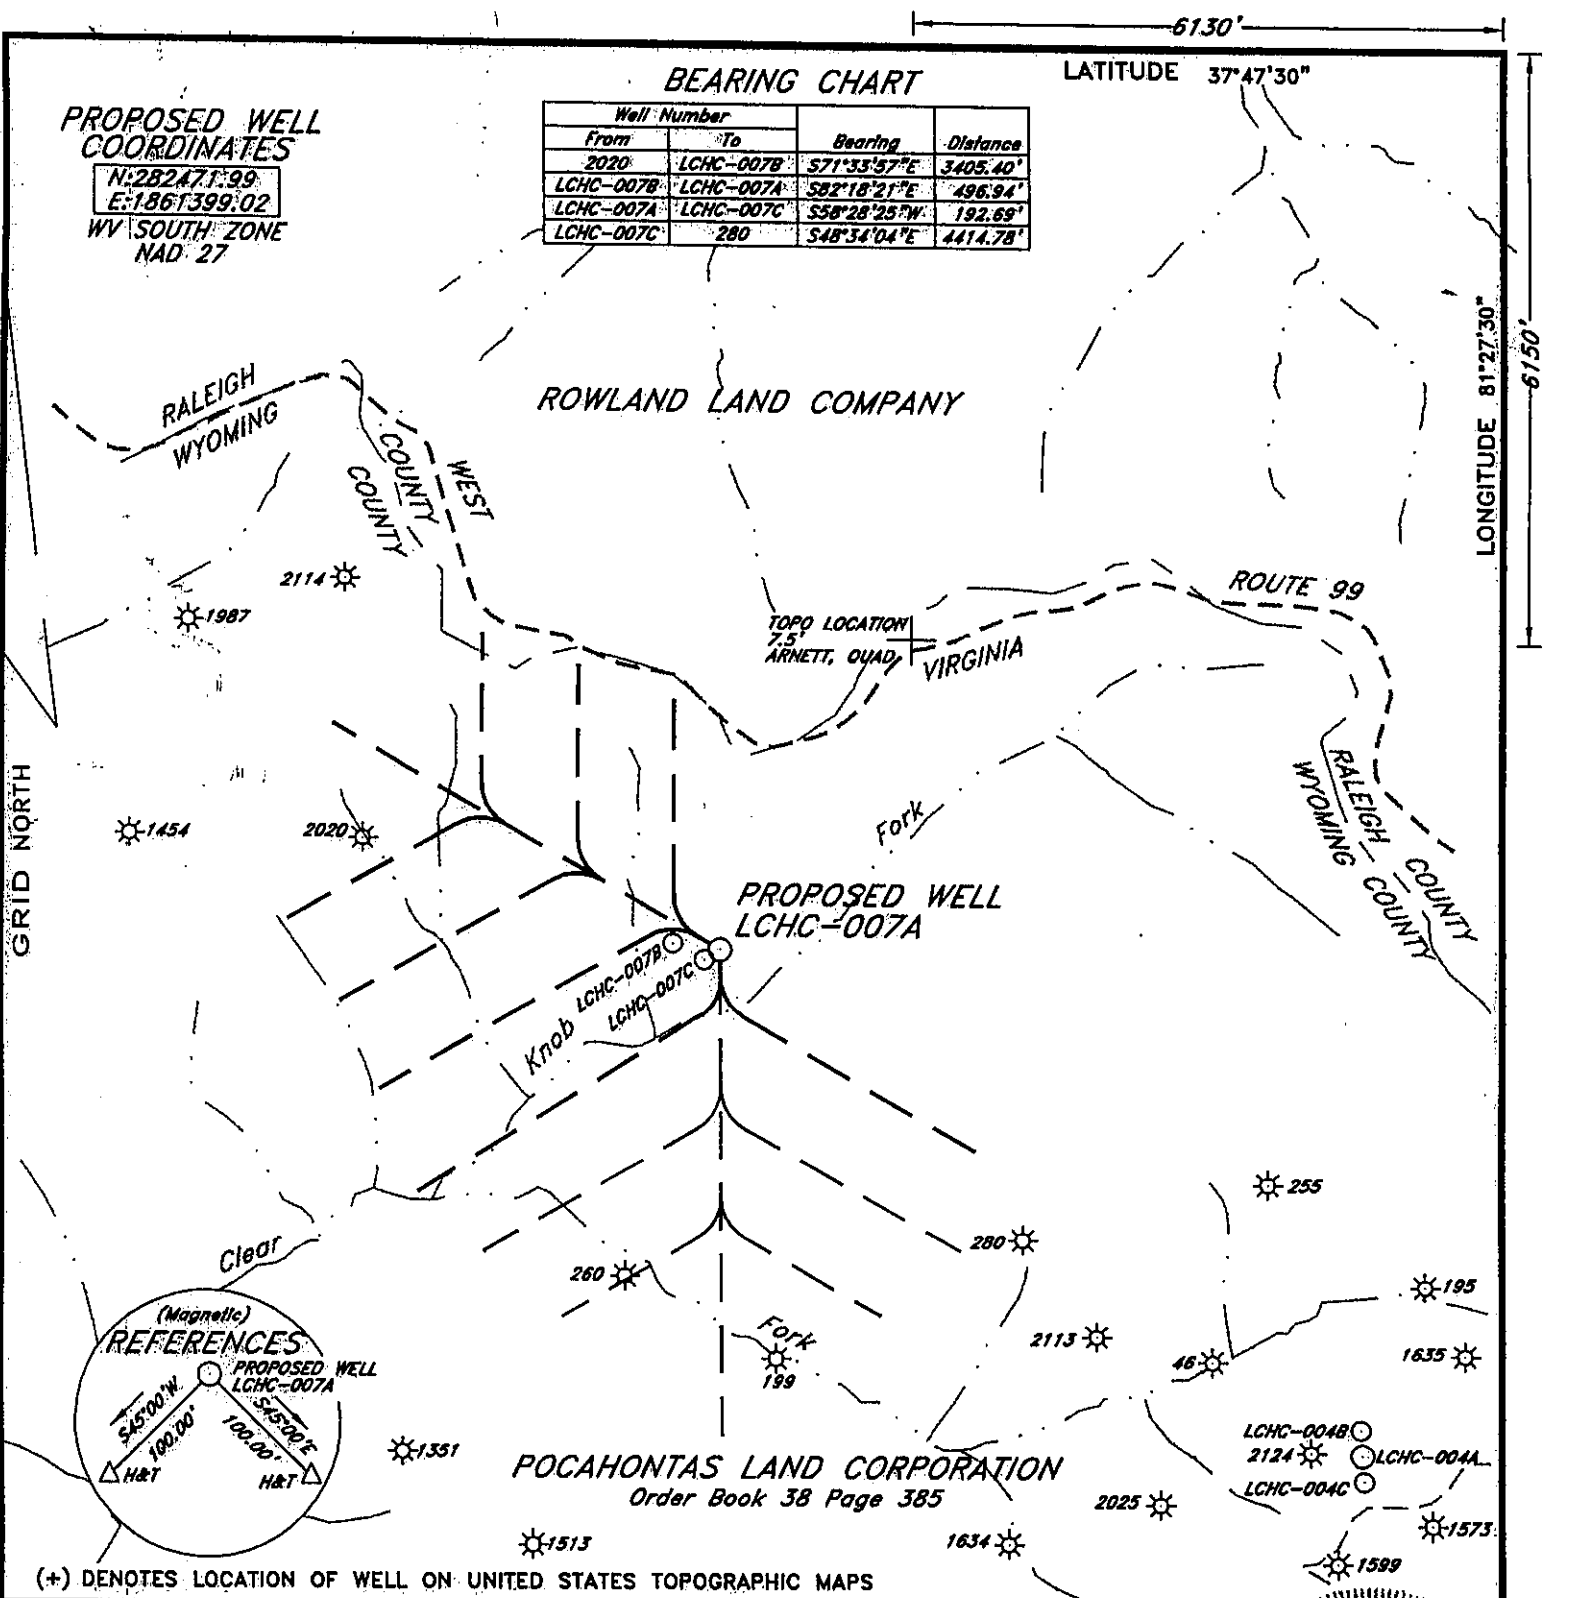 6130'
LATITUDE 37°47'30"
BEARING CHART
Well Number
From To Bearing Distance
2020 LCHC-007B S71°33'57"E 3405.40'
LCHC-007B LCHC-007A S82°18'21"E 496.94'
LCHC-007A LCHC-007C S58°28'25"W 192.69'
LCHC-007C 280 S48°34'04"E 4414.78'
PROPOSED WELL
COORDINATES
N:282471.99
E:1861399.02
WV SOUTH ZONE
NAD 27
LONGITUDE 81°27'30"
6150'
ROWLAND LAND COMPANY
RALEIGH
WYOMING
COUNTY
COUNTY
WEST
ROUTE 99
VIRGINIA
TOPO LOCATION
7.5'
ARNETT, QUAD
2114
1987
1454
2020
GRID NORTH
RALEIGH COUNTY
WYOMING COUNTY
Fork
PROPOSED WELL
LCHC-007A
LCHC-007B
LCHC-007C
Knob
Clear
255
280
260
195
2113
46
1635
Fork
199
(Magnetic)
REFERENCES
PROPOSED WELL
LCHC-007A
S45°00'W
100.00'
S45°00'E
100.00'
H&T
H&T
1351
POCAHONTAS LAND CORPORATION
Order Book 38 Page 385
LCHC-004B
2124
LCHC-004A
LCHC-004C
2025
1573
1513
1634
1599
(+) DENOTES LOCATION OF WELL ON UNITED STATES TOPOGRAPHIC MAPS